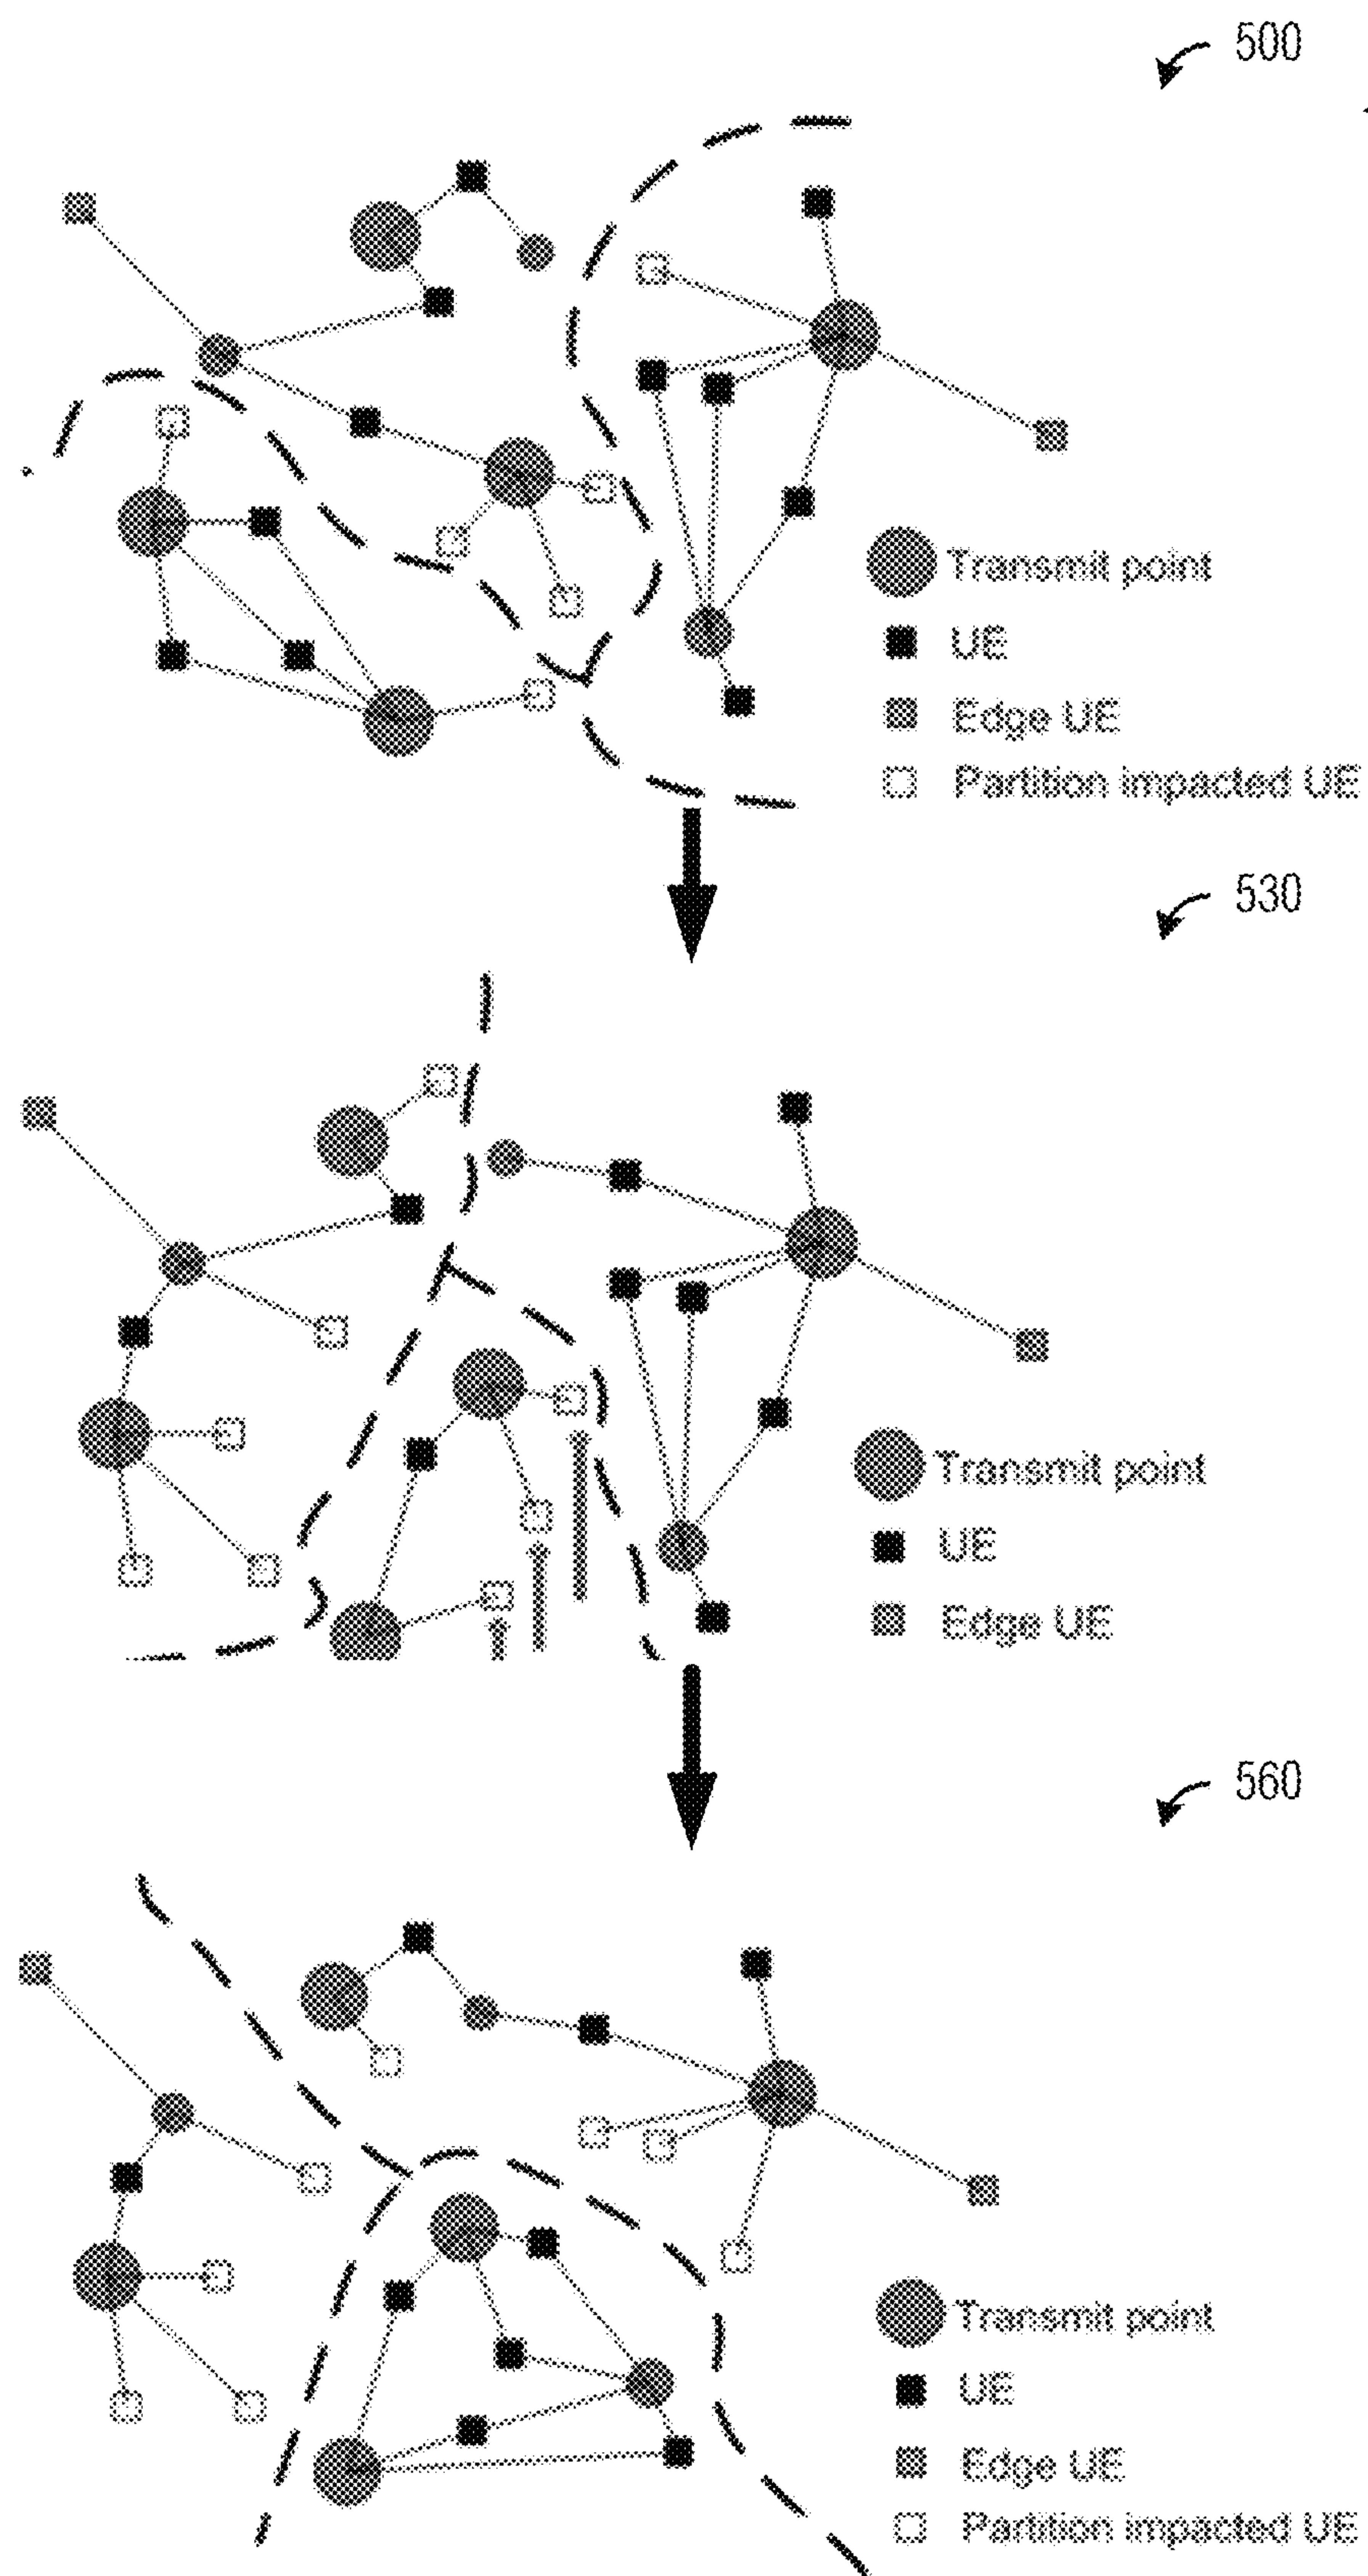 500
Transmit point
UE
Edge UE
Partition impacted UE
530
Transmit point
UE
Edge UE
560
Transmit point
UE
Edge UE
Partition impacted UE